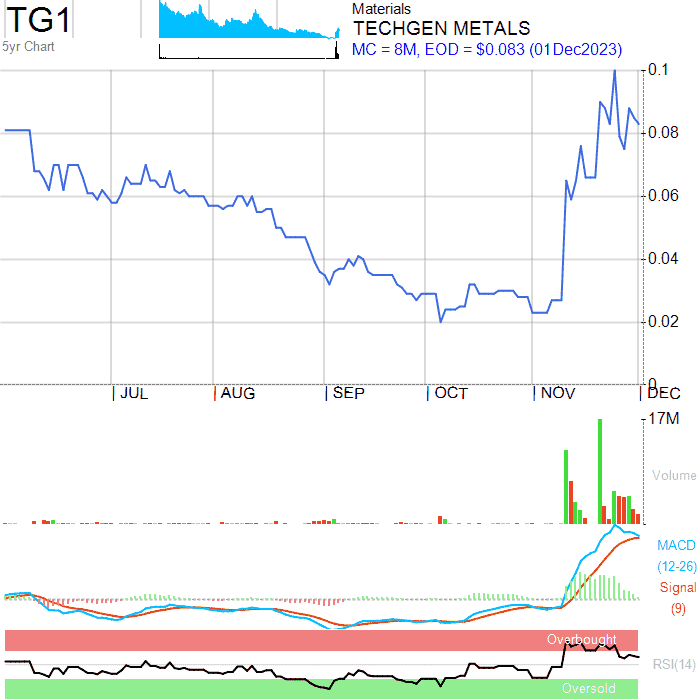 TG1
5yr Chart
Materials
TECHGEN METALS
MC = 8M, EOD = $0.083 (01Dec2023)
0.1
0.08
0.06
0.04
0.02
0
JUL AUG SEP OCT NOV DEC
17M
Volume
MACD
(12-26)
Signal
(9)
Overbought
RSI(14)
Oversold